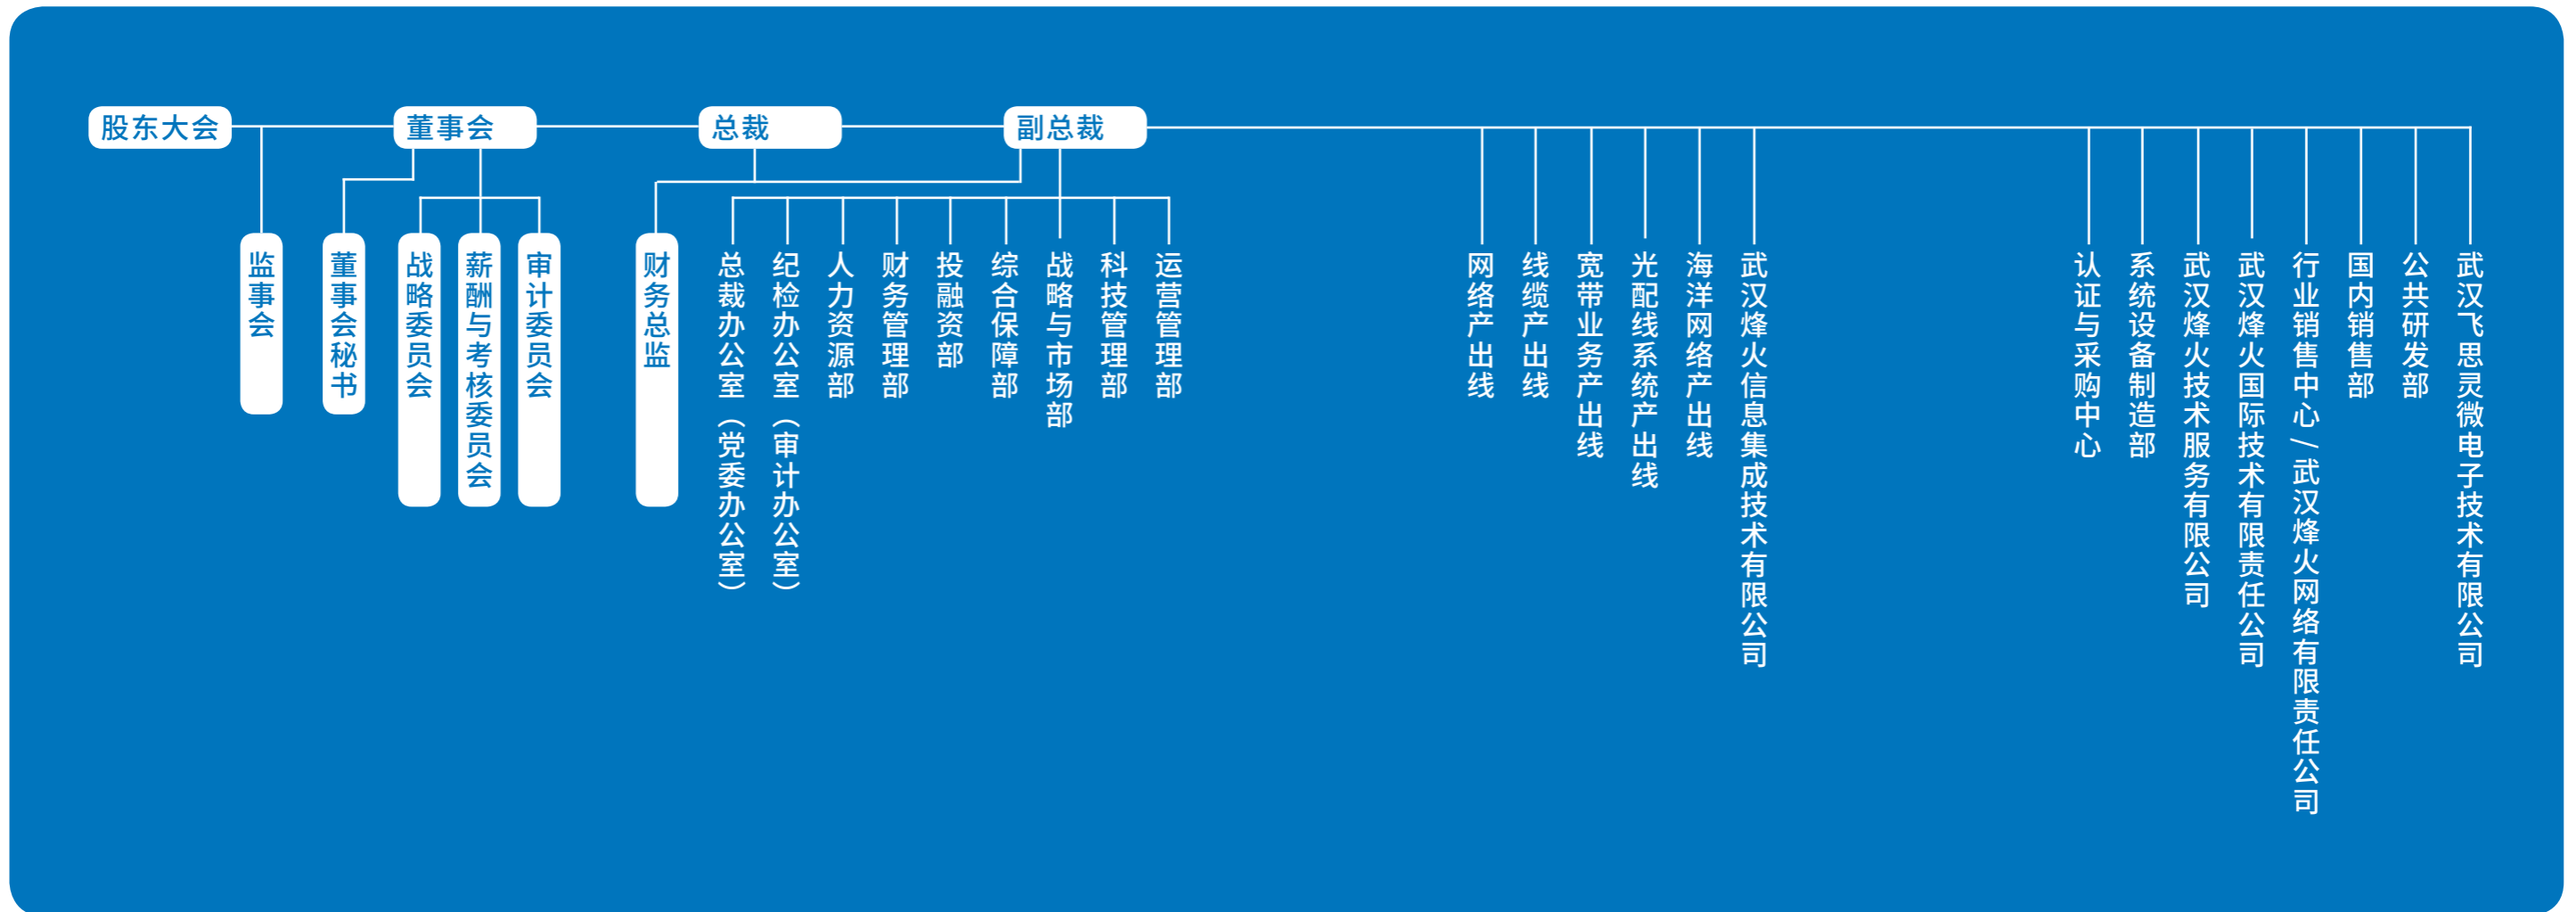 股东大会
董事会
总裁
副总裁
监事会
董事会秘书
战略委员会
薪酬与考核委员会
审计委员会
财务总监
总裁办公室（党委办公室）
纪检办公室（审计办公室）
人力资源部
财务管理部
投融资部
综合保障部
战略与市场部
科技管理部
运营管理部
网络产出线
线缆产出线
宽带业务产出线
光配线系统产出线
海洋网络产出线
武汉烽火信息集成技术有限公司
认证与采购中心
系统设备制造部
武汉烽火技术服务有限公司
武汉烽火国际技术有限责任公司
行业销售中心/武汉烽火网络有限责任公司
国内销售部
公共研发部
武汉飞思灵微电子技术有限公司